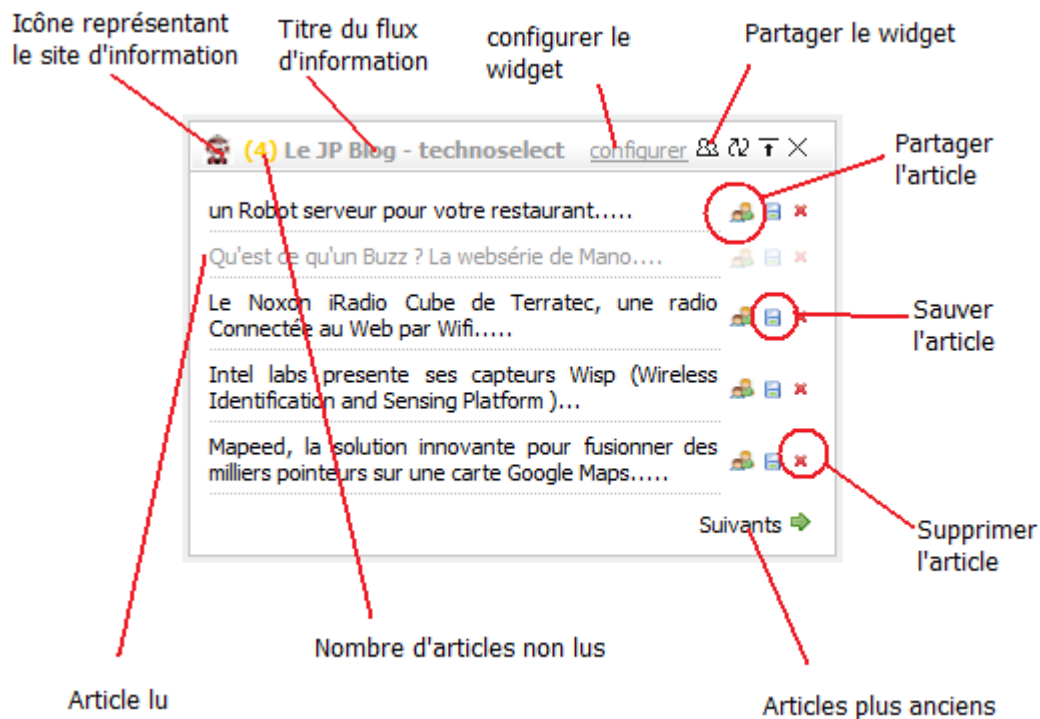 Icône représentant
le site d'information
Titre du flux
d'information
configurer le
widget
Partager le widget
(4) Le JP Blog - technoselect configurer
Partager
l'article
un Robot serveur pour votre restaurant.....
Qu'est ce qu'un Buzz ? La websérie de Mano....
Le Noxon iRadio Cube de Terratec, une radio
Connectée au Web par Wifi.....
Sauver
l'article
Intel labs presente ses capteurs Wisp (Wireless
Identification and Sensing Platform )...
Mapeed, la solution innovante pour fusionner des
milliers pointeurs sur une carte Google Maps.....
Suivants
Supprimer
l'article
Nombre d'articles non lus
Article lu
Articles plus anciens